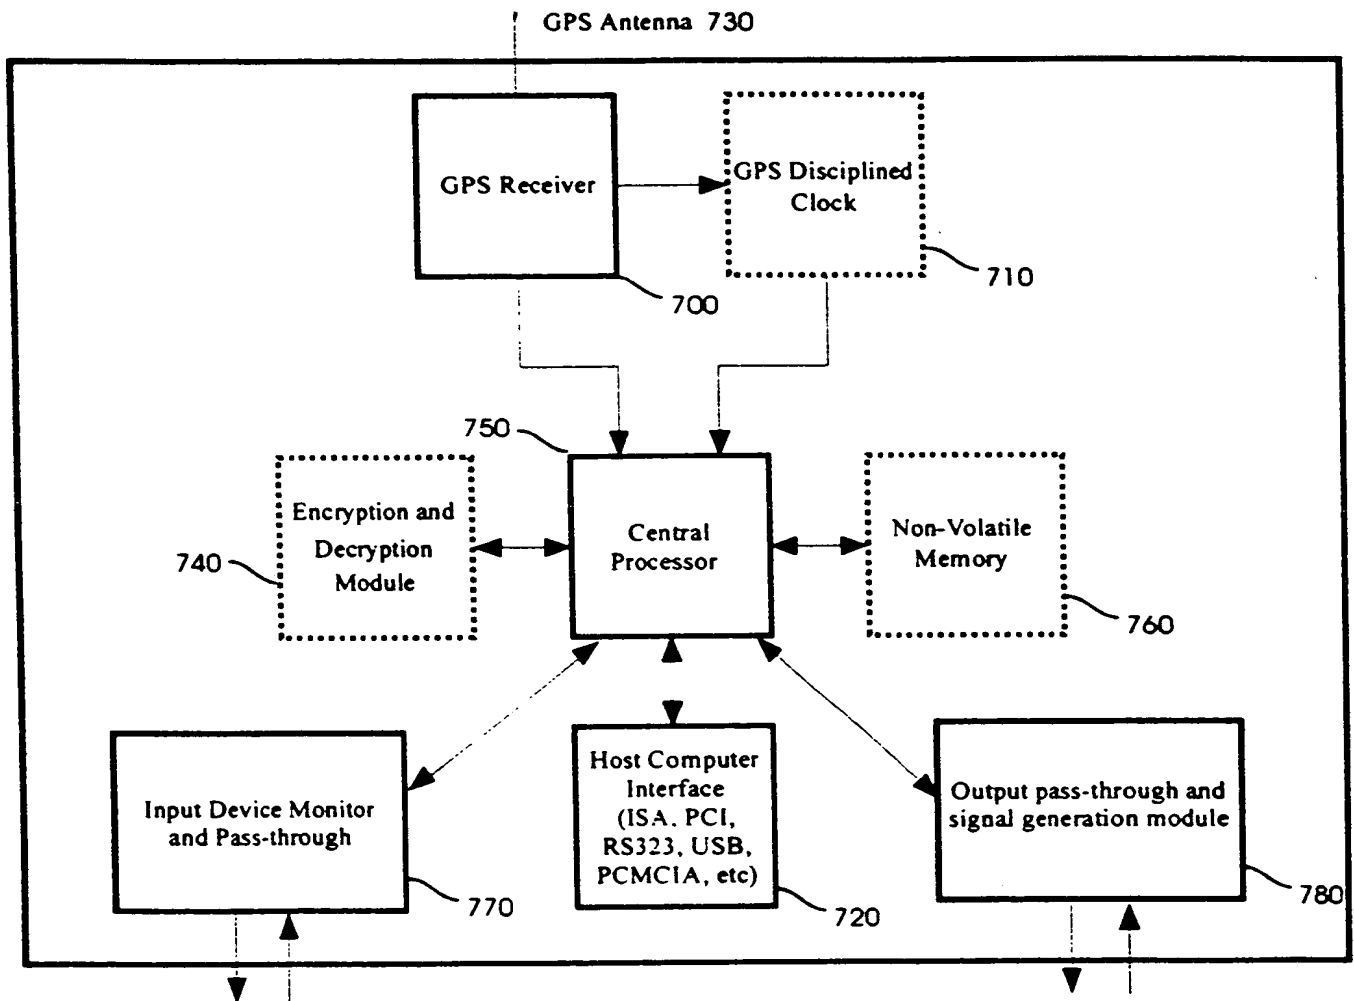 GPS Antenna 730
GPS Receiver
GPS Disciplined
Clock
710
700
750
Encryption and
Decryption
Module
740
Central
Processor
Non-Volatile
Memory
760
Input Device Monitor
and Pass-through
770
Host Computer
Interface
(ISA, PCI,
RS323, USB,
PCMCIA, etc)
720
Output pass-through and
signal generation module
780